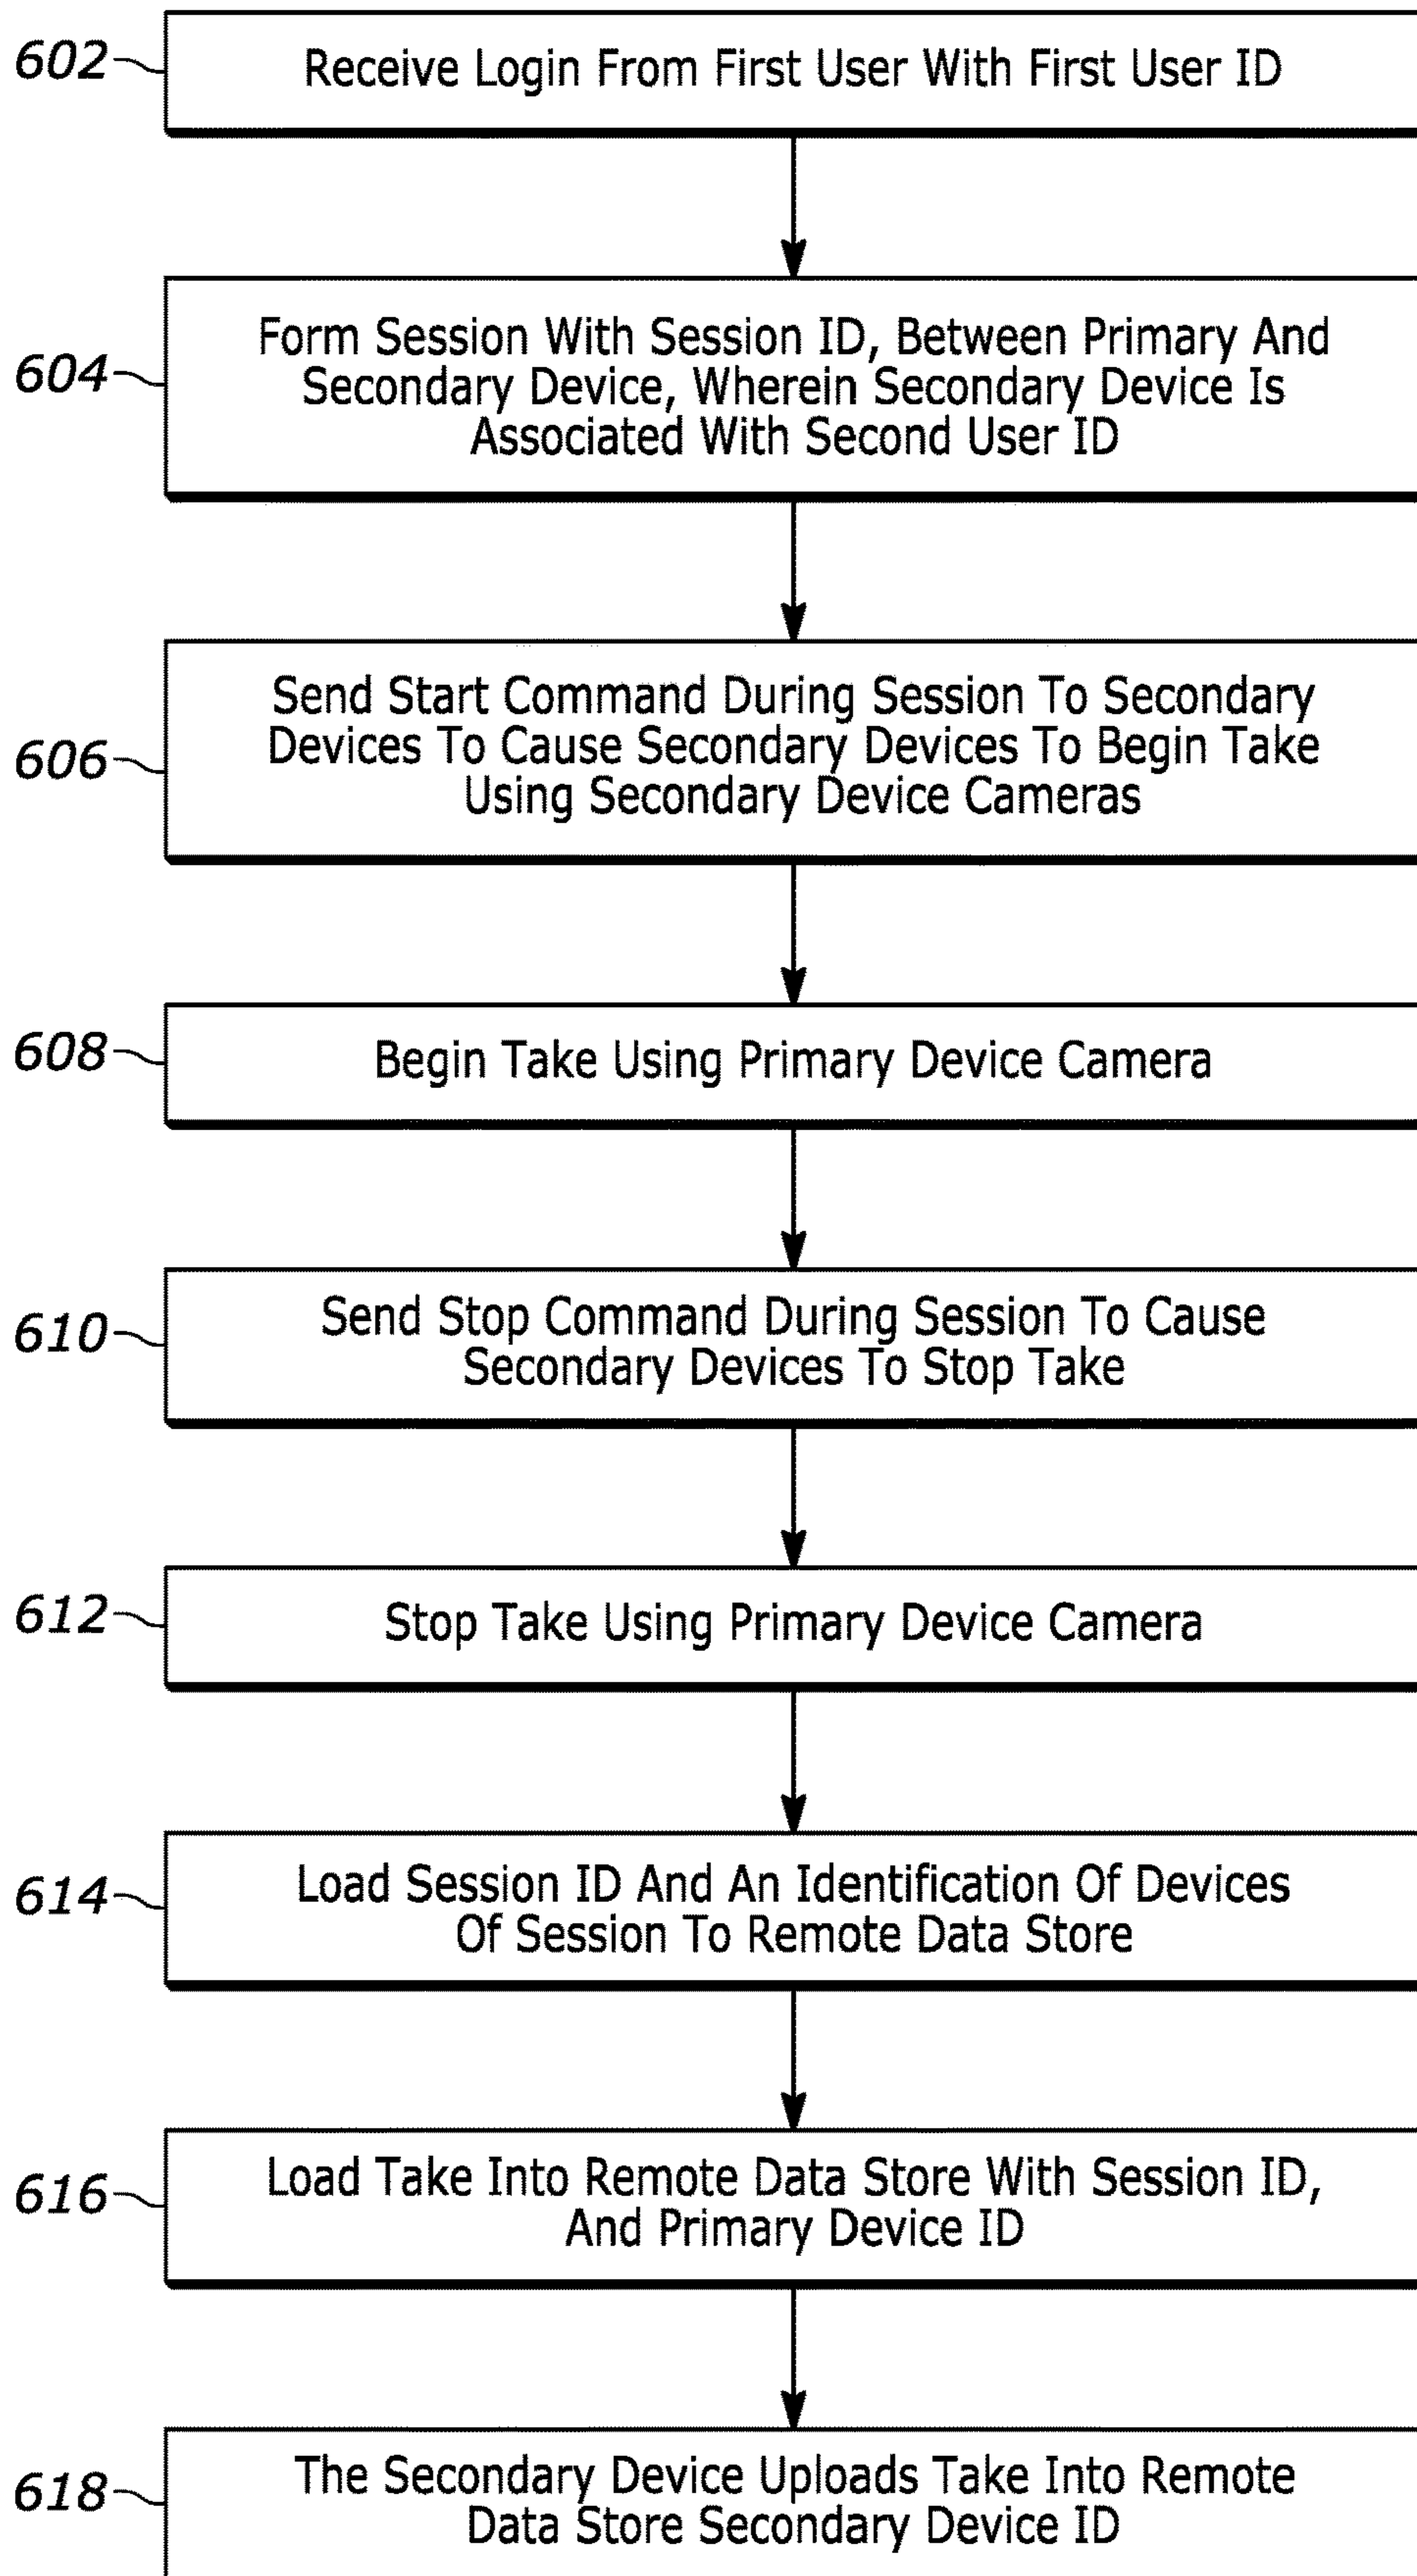 602
Receive Login From First User With First User ID
604
Form Session With Session ID, Between Primary And
Secondary Device, Wherein Secondary Device Is
Associated With Second User ID
606
Send Start Command During Session To Secondary
Devices To Cause Secondary Devices To Begin Take
Using Secondary Device Cameras
608
Begin Take Using Primary Device Camera
610
Send Stop Command During Session To Cause
Secondary Devices To Stop Take
612
Stop Take Using Primary Device Camera
614
Load Session ID And An Identification Of Devices
Of Session To Remote Data Store
616
Load Take Into Remote Data Store With Session ID,
And Primary Device ID
618
The Secondary Device Uploads Take Into Remote
Data Store Secondary Device ID